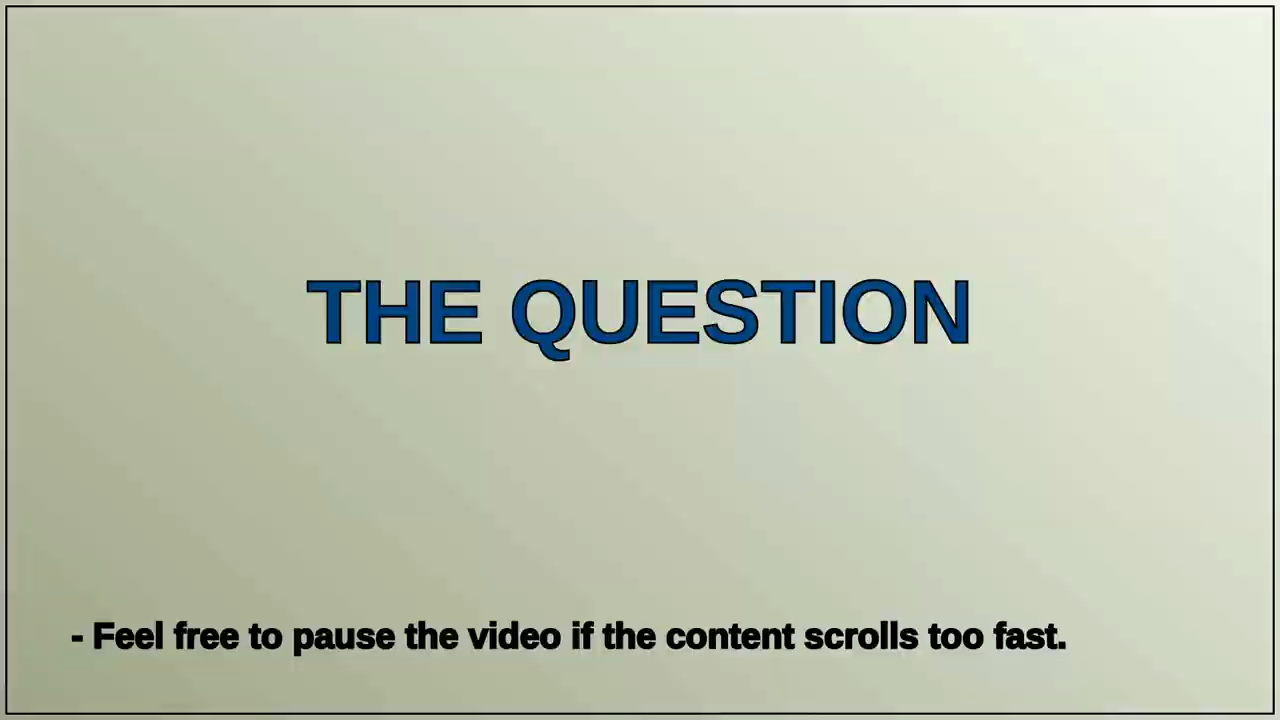 THE QUESTION
- Feel free to pause the video if the content scrolls too fast.